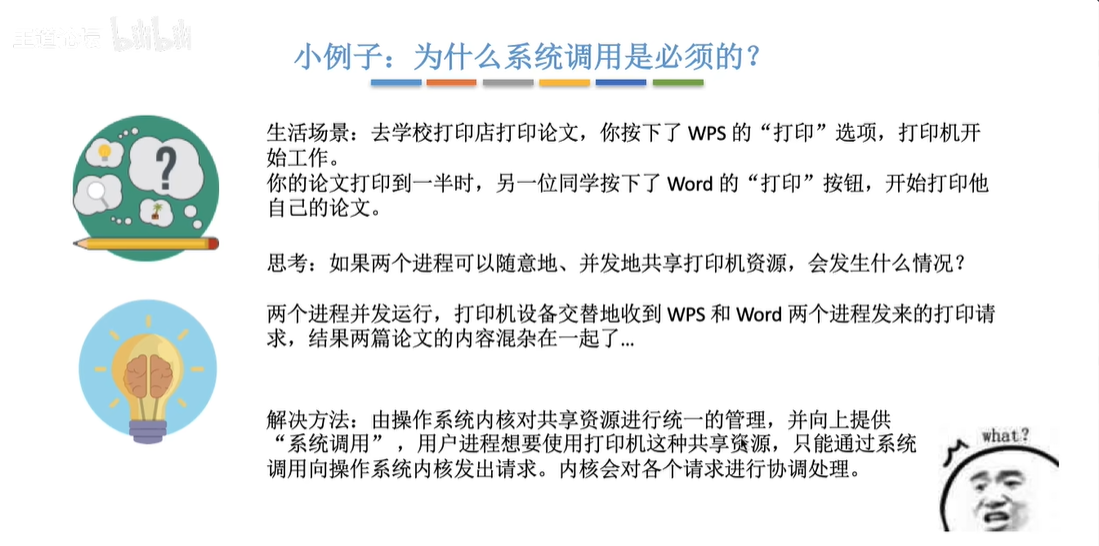 bilibili
小例子：为什么系统调用是必须的？
生活场景：去学校打印店打印论文，你按下了 WPS 的“打印”选项，打印机开
始工作。
你的论文打印到一半时，另一位同学按下了 Word 的“打印”按钮，开始打印他
自己的论文。
思考：如果两个进程可以随意地、并发地共享打印机资源，会发生什么情况？
两个进程并发运行，打印机设备交替地收到 WPS 和 Word 两个进程发来的打印请
求，结果两篇论文的内容混杂在一起了...
解决方法：由操作系统内核对共享资源进行统一的管理，并向上提供
“系统调用”，用户进程想要使用打印机这种共享资源，只能通过系统
调用向操作系统内核发出请求。内核会对各个请求进行协调处理。
what?